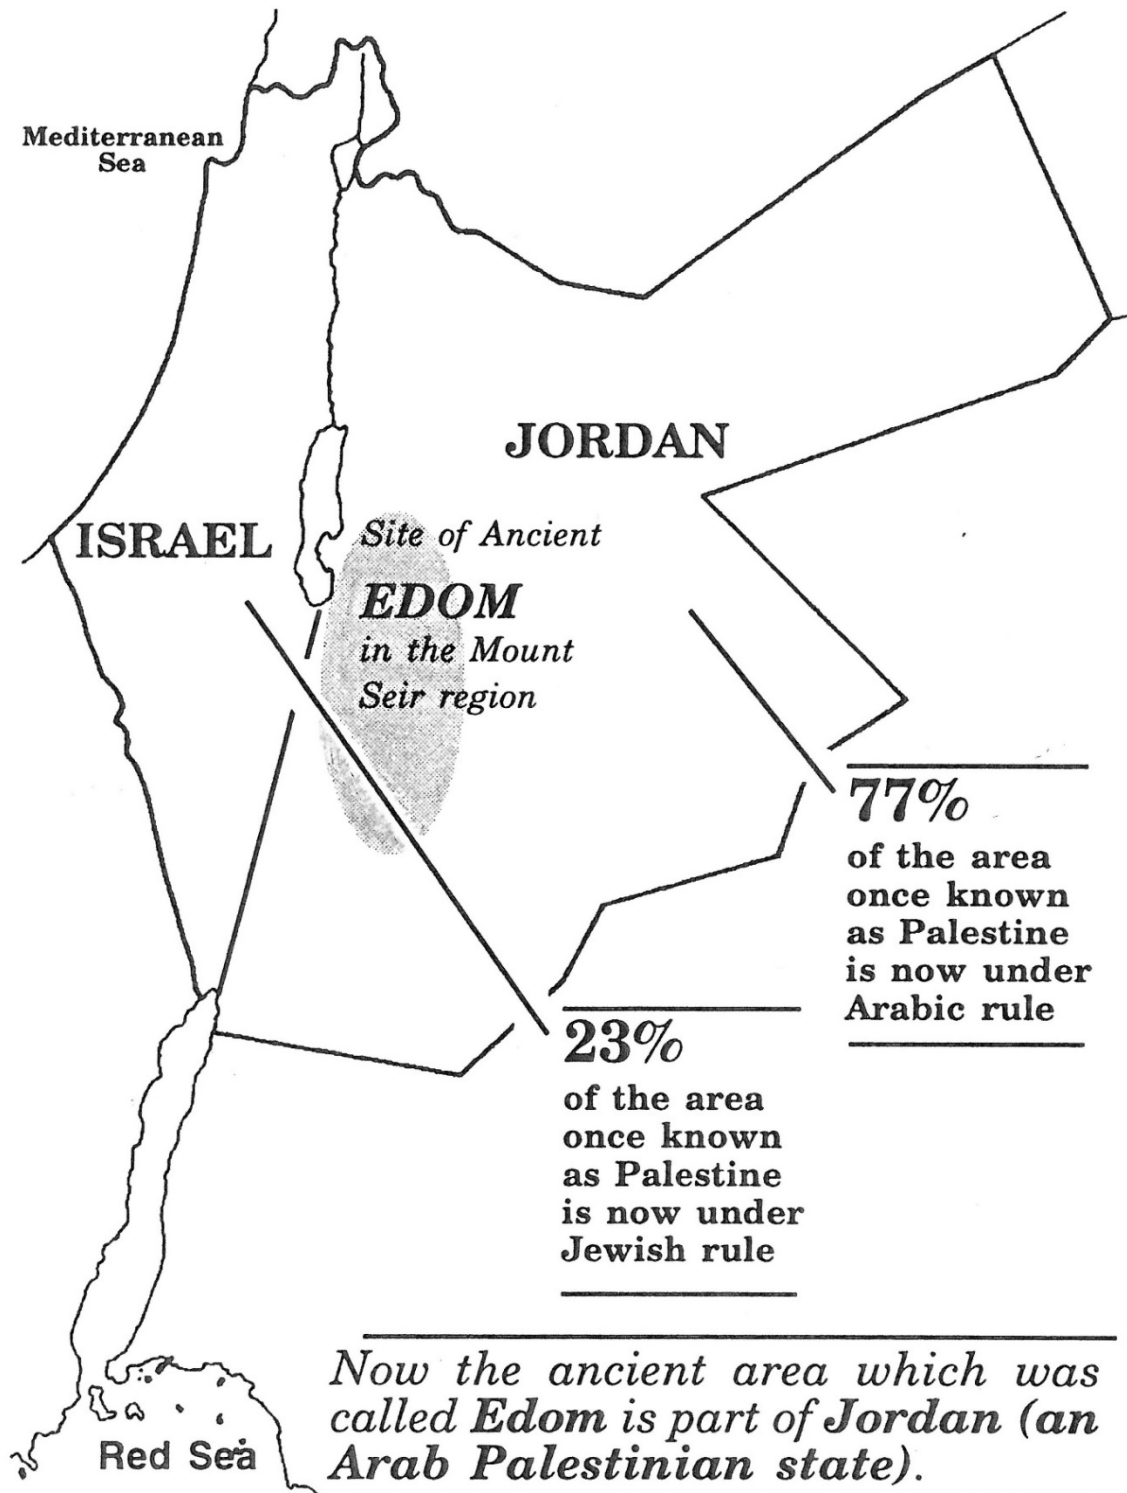 Mediterranean
Sea
JORDAN
ISRAEL
Site of Ancient
EDOM
in the Mount
Seir region
77%
of the area
once known
as Palestine
is now under
Arabic rule
23%
of the area
once known
as Palestine
is now under
Jewish rule
Now the ancient area which was
called Edom is part of Jordan (an
Arab Palestinian state).
Red Sea